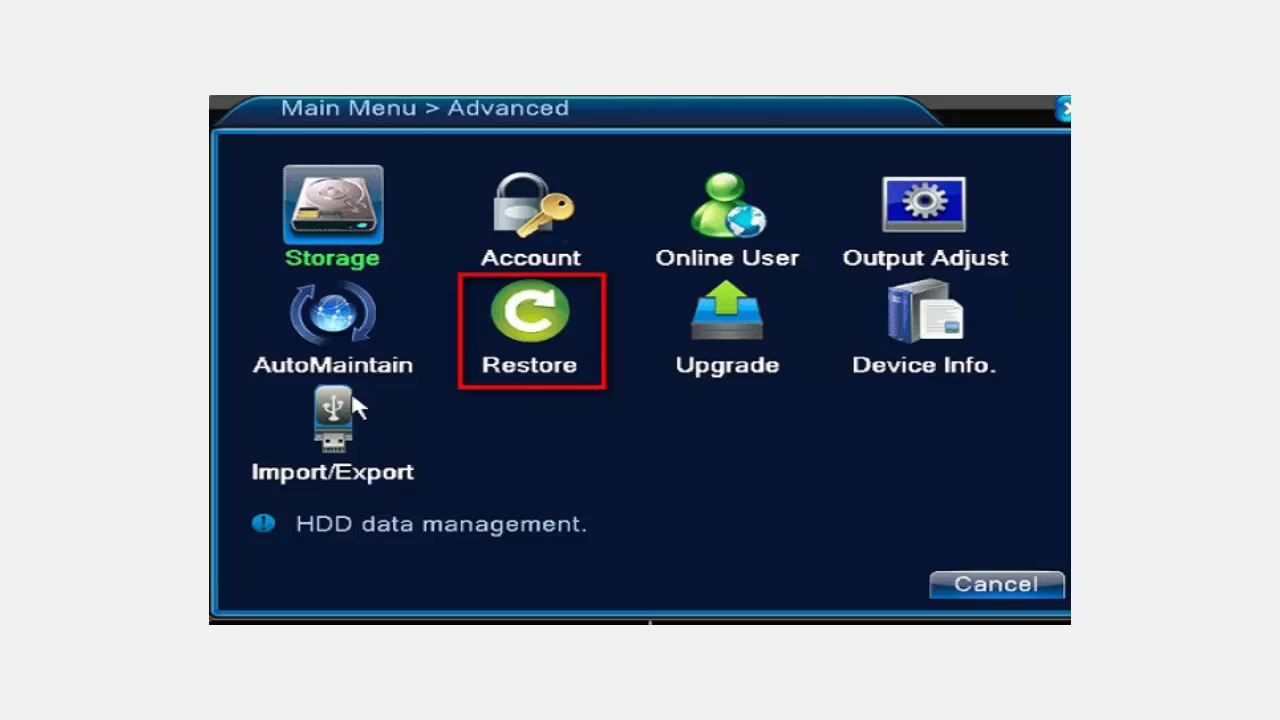 Main Menu > Advanced
Storage Account Online User Output Adjust
AutoMaintain Restore Upgrade Device Info.
Import/Export
HDD data management.
Cancel